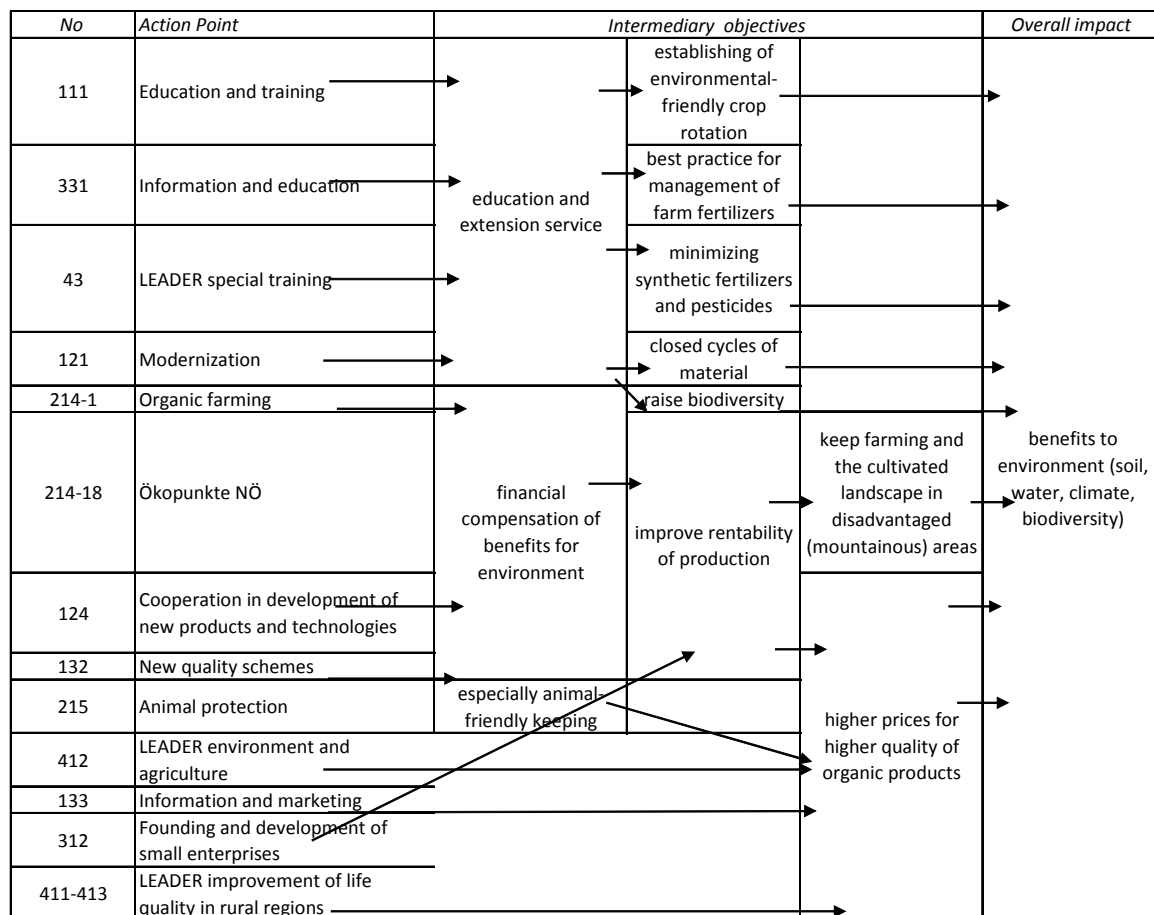 No
Action Point
Intermediary objectives
Overall impact
111
Education and training
331
Information and education
43
LEADER special training
121
Modernization
214-1
Organic farming
214-18
Ökopunkte NÖ
124
Cooperation in development of
new products and technologies
132
New quality schemes
215
Animal protection
412
LEADER environment and
agriculture
133
Information and marketing
312
Founding and development of
small enterprises
411-413
LEADER improvement of life
quality in rural regions
education and
extension service
financial
compensation of
benefits for
environment
especially animal-
friendly keeping
establishing of
environmental-
friendly crop
rotation
best practice for
management of
farm fertilizers
minimizing
synthetic fertilizers
and pesticides
closed cycles of
material
raise biodiversity
improve rentability
of production
keep farming and
the cultivated
landscape in
disadvantaged
(mountainous) areas
higher prices for
higher quality of
organic products
benefits to
environment (soil,
water, climate,
biodiversity)